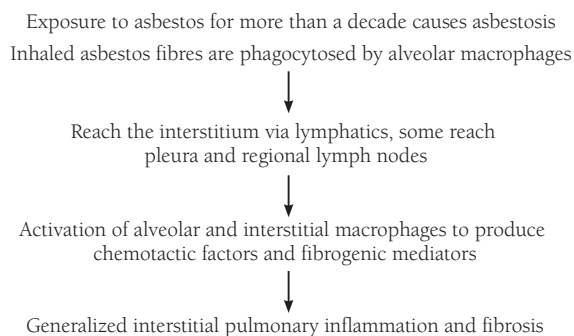 Exposure to asbestos for more than a decade causes asbestosis
Inhaled asbestos fibres are phagocytosed by alveolar macrophages
Reach the interstitium via lymphatics, some reach
pleura and regional lymph nodes
Activation of alveolar and interstitial macrophages to produce
chemotactic factors and fibrogenic mediators
Generalized interstitial pulmonary inflammation and fibrosis